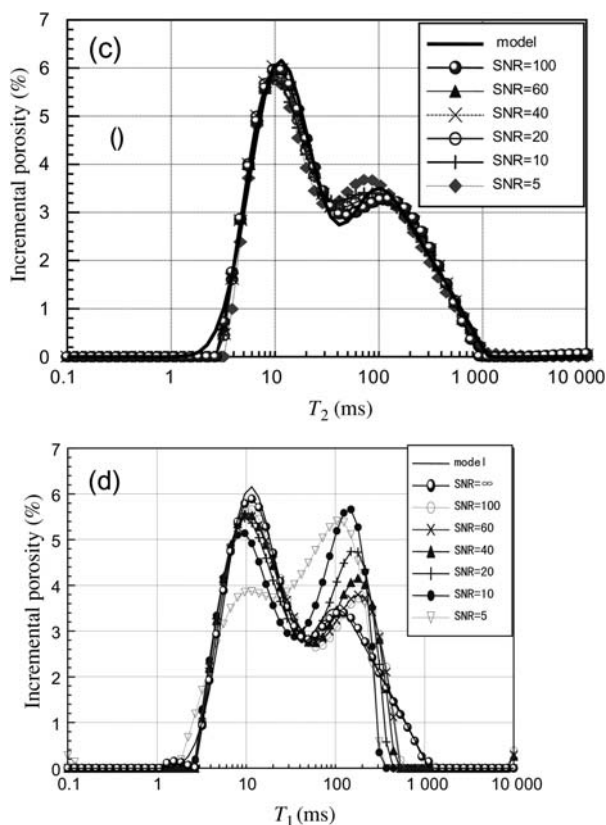 (c)
()
model
SNR=100
SNR=60
SNR=40
SNR=20
SNR=10
SNR=5
Incremental porosity (%)
7
6
5
4
3
2
1
0
0.1 1 10 100 1 000 10 000
T2 (ms)
(d)
model
SNR=∞
SNR=100
SNR=60
SNR=40
SNR=20
SNR=10
SNR=5
Incremental porosity (%)
7
6
5
4
3
2
1
0
0.1 1 10 100 1 000 10 000
T1 (ms)